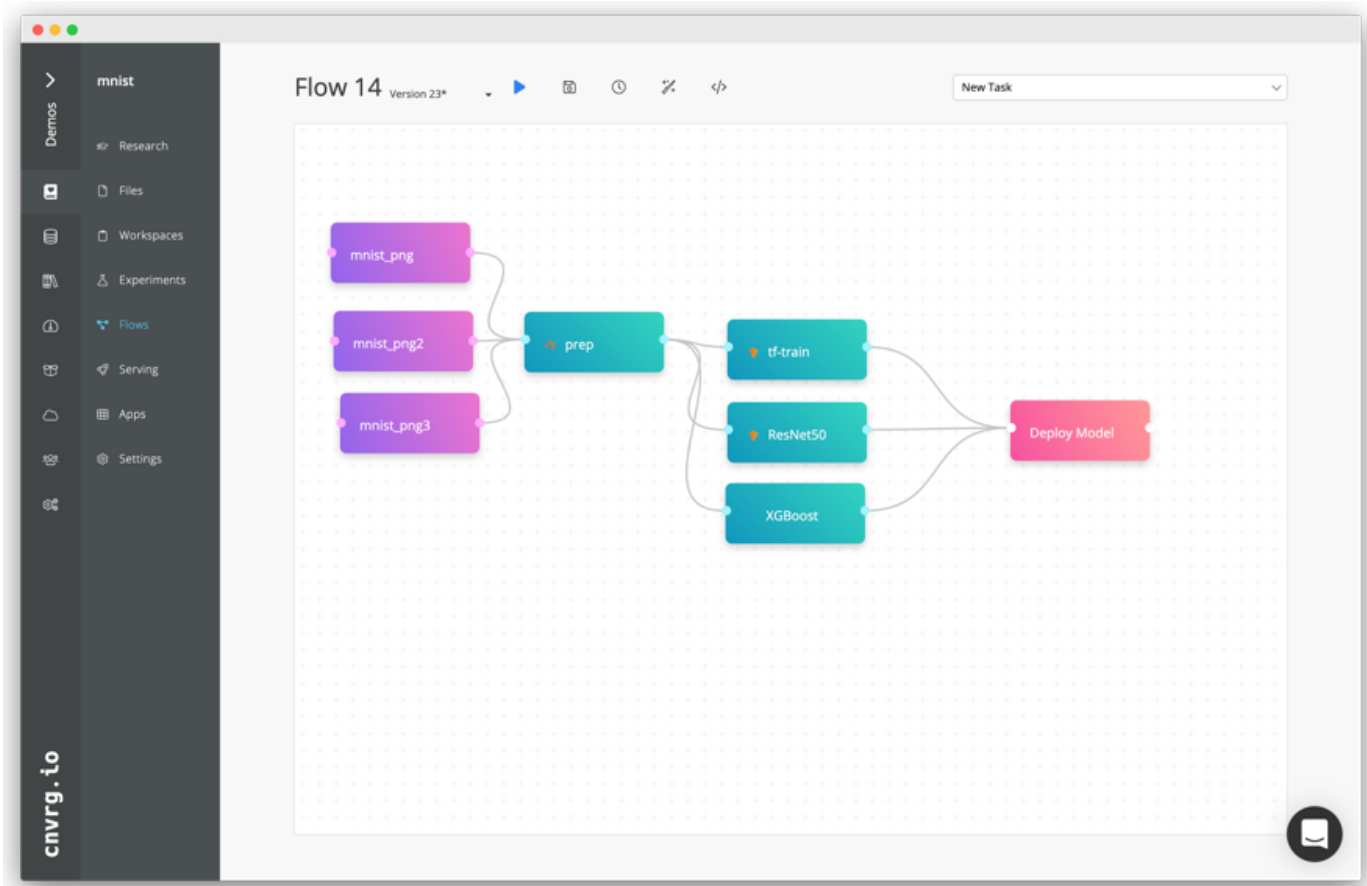 Demos
cnvrg.io
mnist
Research
Files
Workspaces
Experiments
Flows
Serving
Apps
Settings
Flow 14 Version 23*
</>
New Task
mnist_png
mnist_png2
mnist_png3
prep
tf-train
ResNet50
XGBoost
Deploy Model